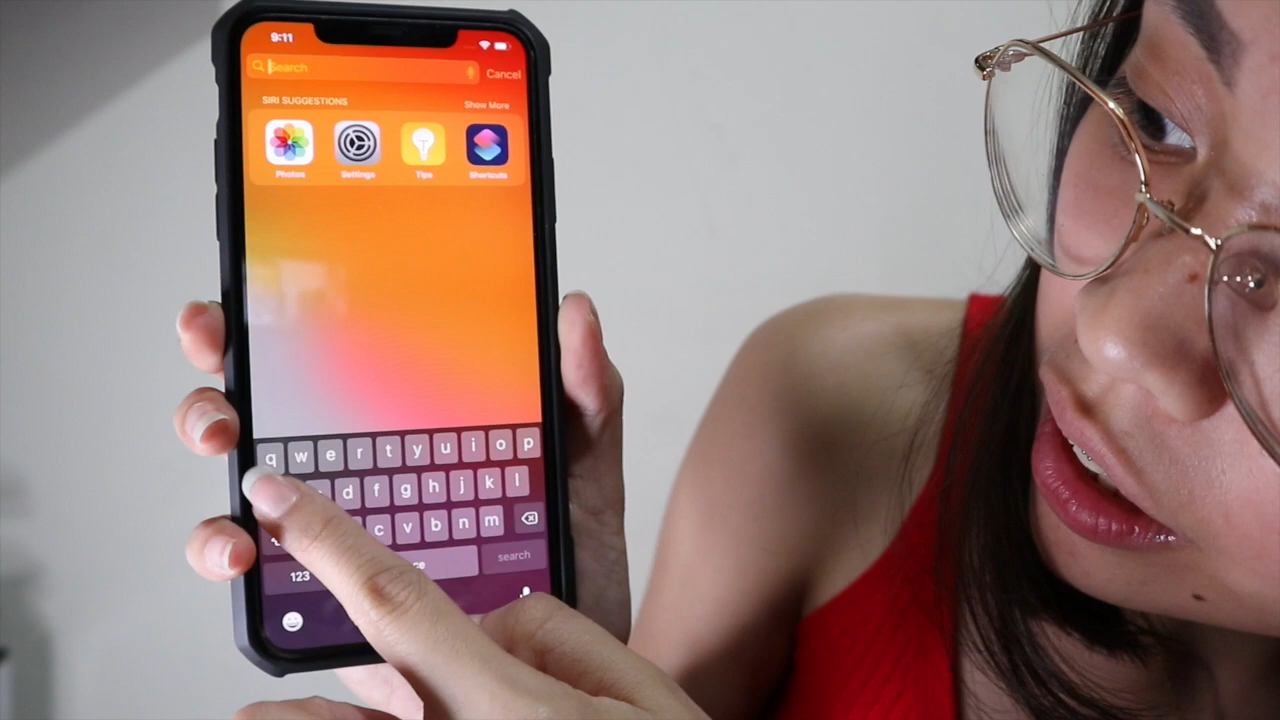 9:11
Search
Cancel
SIRI SUGGESTIONS
Show More
Photos Settings Tips Shortcuts
q w e r t y u i o p
d f g h j k l
c v b n m
search
123